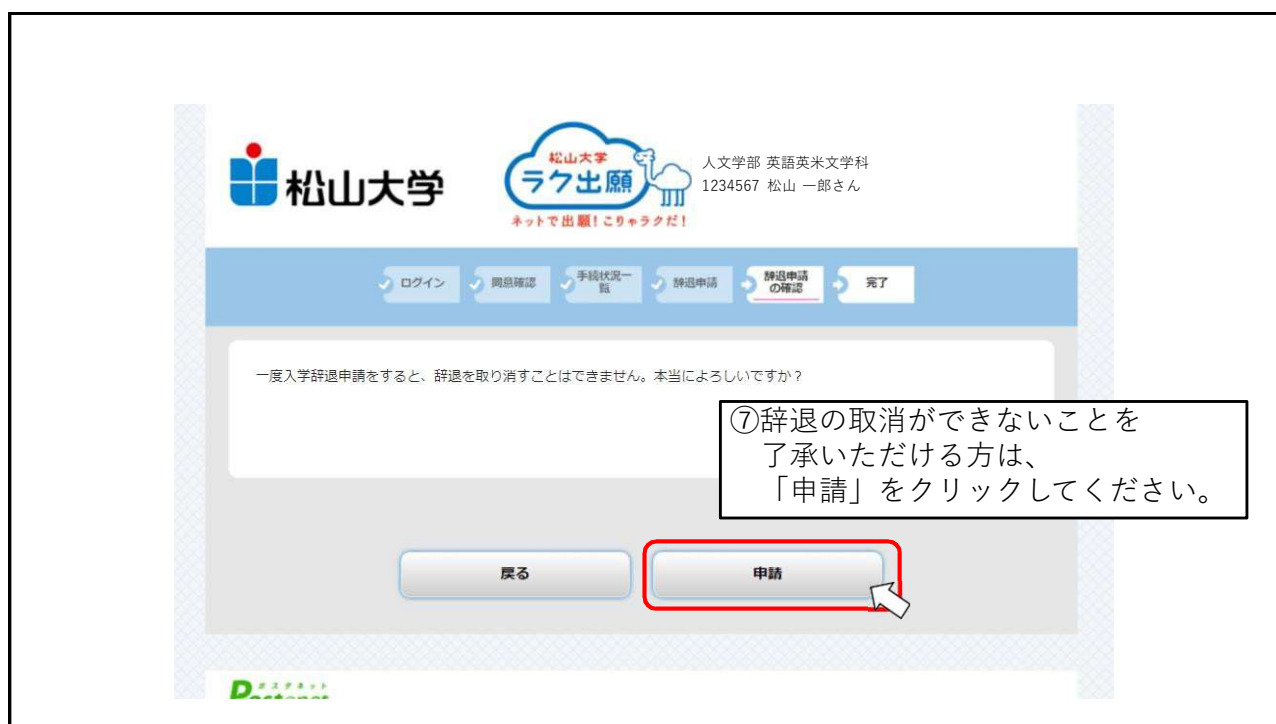 松山大学
松山大学
ラク出願
ネットで出願!こりゃラクだ!
人文学部 英語英米文学科
1234567 松山 一郎さん
ログイン
同意確認
手続状況一
覧
辞退申請
辞退申請
の確認
完了
一度入学辞退申請をすると、辞退を取り消すことはできません。本当によろしいですか？
⑦辞退の取消ができないことを
了承いただける方は、
「申請」をクリックしてください。
戻る
申請